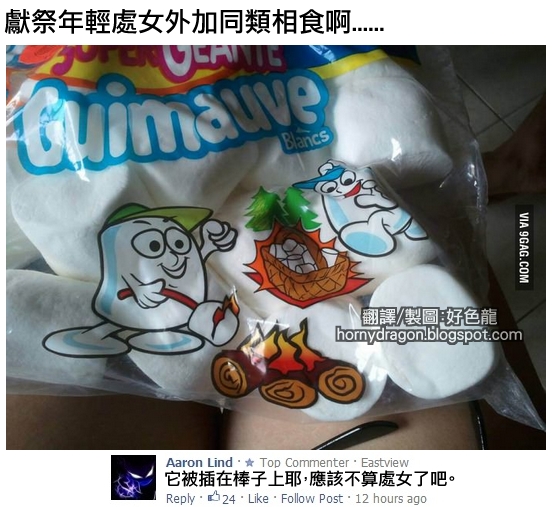 獻祭年輕處女外加同類相食啊......
SUPER GÉANTE
Guimauve
Blancs
VIA 9GAG.COM
翻譯/製圖:好色龍
hornydragon.blogspot.com
Aaron Lind · ★ Top Commenter · Eastview
它被插在棒子上耶,應該不算處女了吧。
Reply · 24 · Like · Follow Post · 12 hours ago